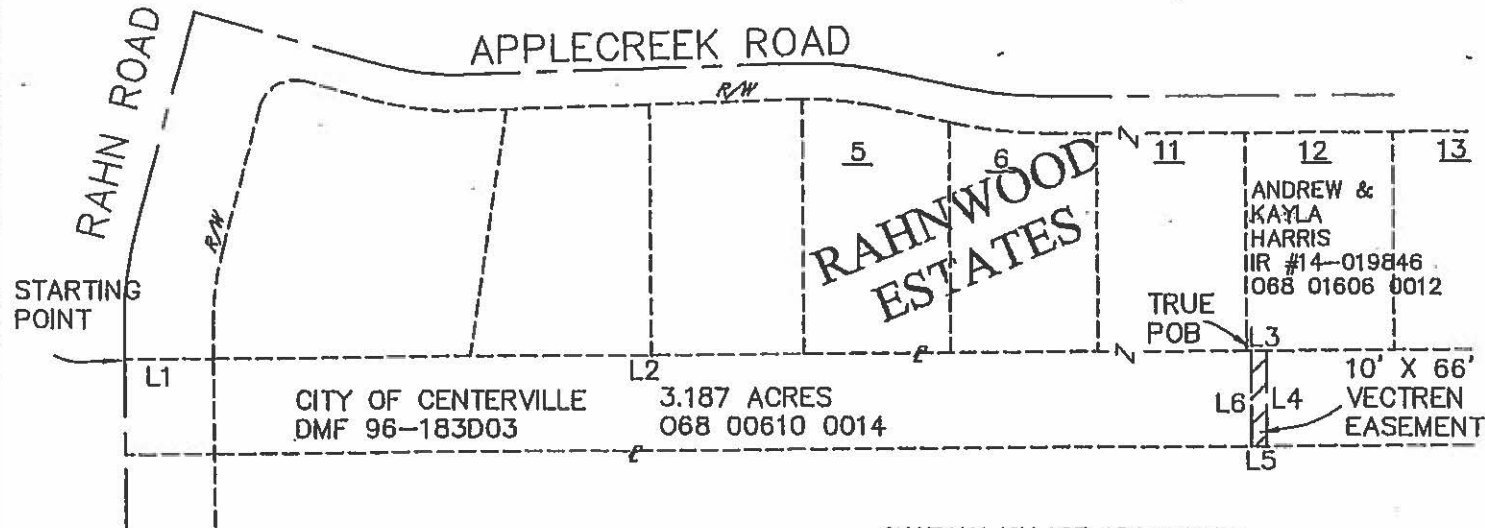 APPLECREEK ROAD
RAHN ROAD
R/W
R/W
5
6
11
12
13
RAHNWOOD
ESTATES
ANDREW &
KAYLA
HARRIS
IR #14-019846
068 01606 0012
STARTING
POINT
TRUE
POB
L3
L1
L2
CITY OF CENTERVILLE
DMF 96-183D03
3.187 ACRES
068 00610 0014
L6
L4
10' X 66'
VECTREN
EASEMENT
L5